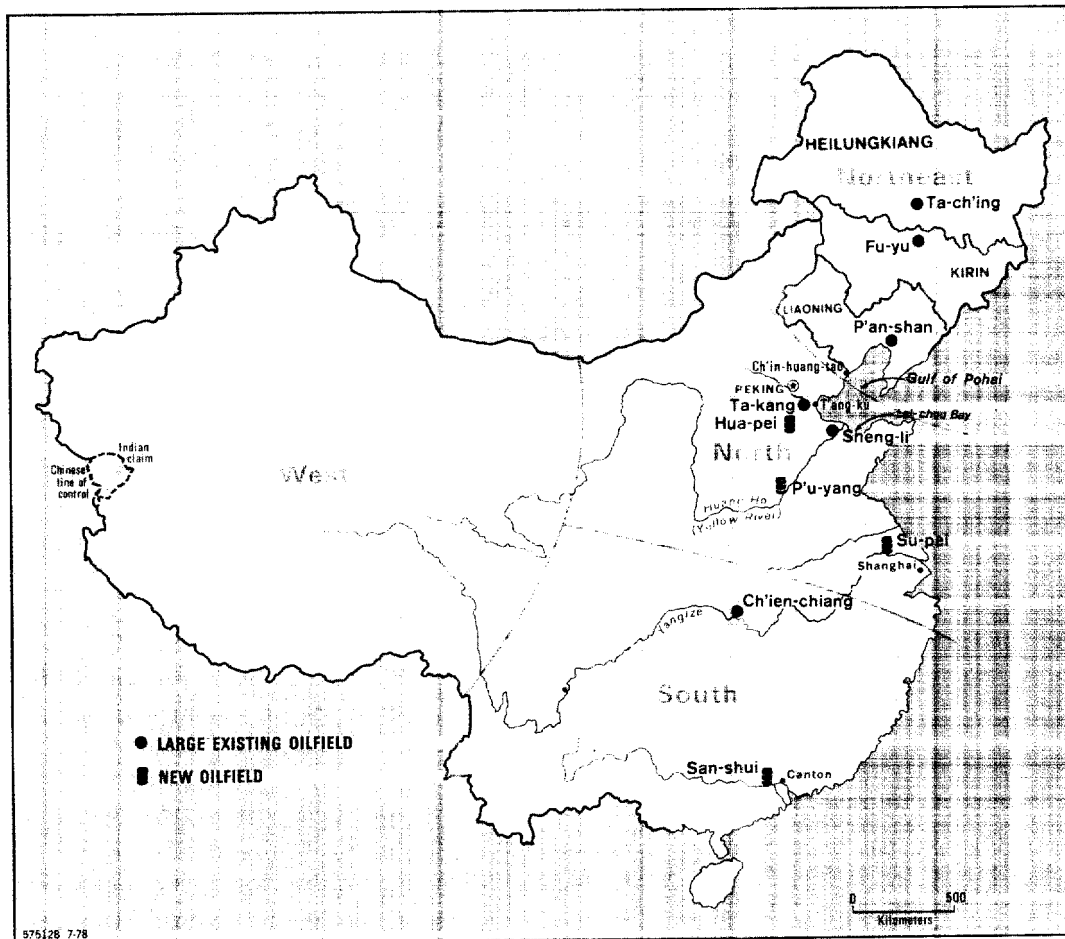 HEILUNGKIANG
Northeast
Ta-ch'ing
Fu-yu
KIRIN
LIAONING
P'an-shan
Ch'in-huang-tao
Gulf of Pohai
PEKING
Ta-kang
T'ang-ku
Lai-chou Bay
Hua-pei
Sheng-li
North
West
Indian
claim
Chinese
line of
control
P'u-yang
Huang Ho
(Yellow River)
Su-pei
Shanghai
Ch'ien-chiang
Yangtze
South
LARGE EXISTING OILFIELD
NEW OILFIELD
San-shui
Canton
0 500
Kilometers
575128 7-78